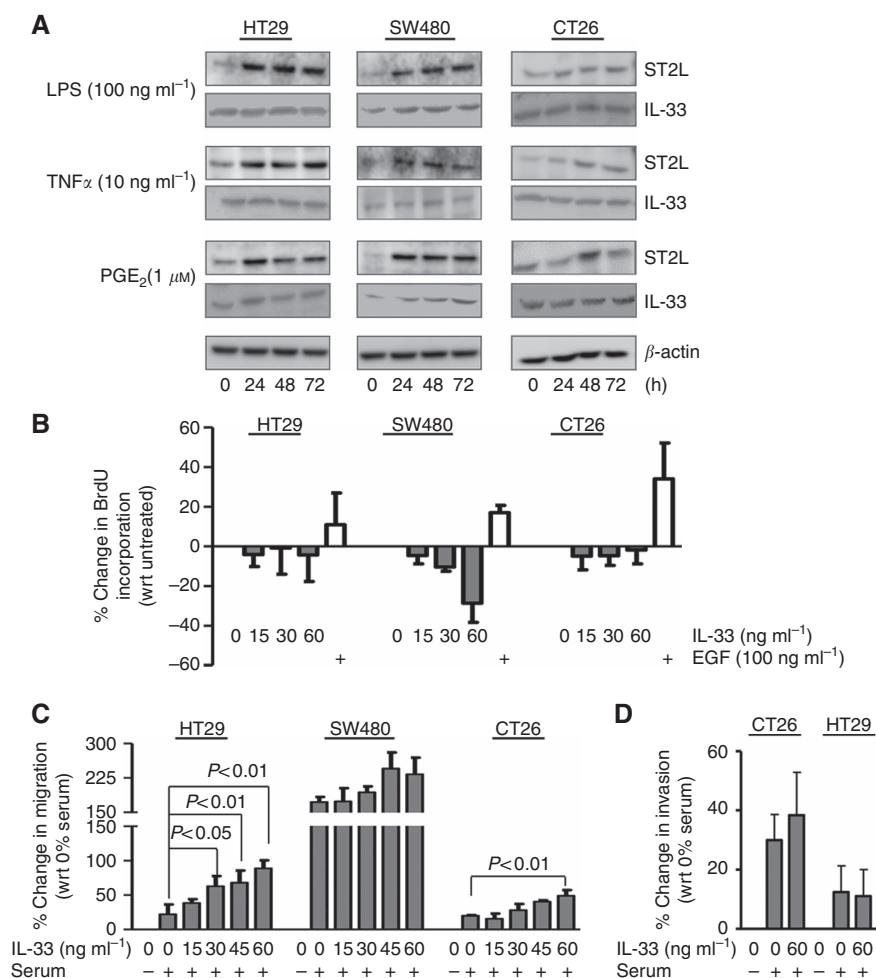 A
HT29 SW480 CT26
LPS (100 ng ml⁻¹)
ST2L
IL-33
TNFα (10 ng ml⁻¹)
ST2L
IL-33
PGE₂(1 μM)
ST2L
IL-33
β-actin
0 24 48 72 0 24 48 72 0 24 48 72 (h)
B
HT29 SW480 CT26
% Change in BrdU
incorporation
(wrt untreated)
60
40
20
0
–20
–40
–60
0 15 30 60 0 15 30 60 0 15 30 60 IL-33 (ng ml⁻¹)
+ + + EGF (100 ng ml⁻¹)
C
HT29 SW480 CT26
% Change in migration
(wrt 0% serum)
300
225
150
150
100
50
0
P<0.01
P<0.01
P<0.05
P<0.01
IL-33 (ng ml⁻¹) 0 0 15 30 45 60 0 0 15 30 45 60 0 0 15 30 45 60
Serum – + + + + + – + + + + + – + + + + +
D
CT26 HT29
% Change in invasion
(wrt 0% serum)
60
40
20
0
IL-33 (ng ml⁻¹) 0 0 60 0 0 60
Serum – + + – + +